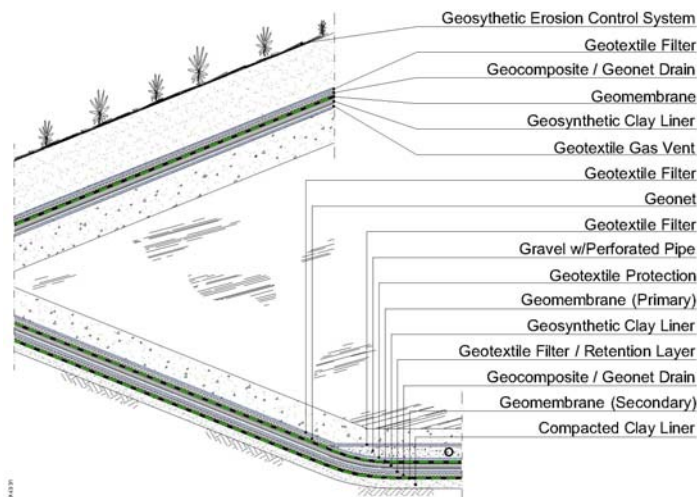 Geosythetic Erosion Control System
Geotextile Filter
Geocomposite / Geonet Drain
Geomembrane
Geosynthetic Clay Liner
Geotextile Gas Vent
Geotextile Filter
Geonet
Geotextile Filter
Gravel w/Perforated Pipe
Geotextile Protection
Geomembrane (Primary)
Geosynthetic Clay Liner
Geotextile Filter / Retention Layer
Geocomposite / Geonet Drain
Geomembrane (Secondary)
Compacted Clay Liner